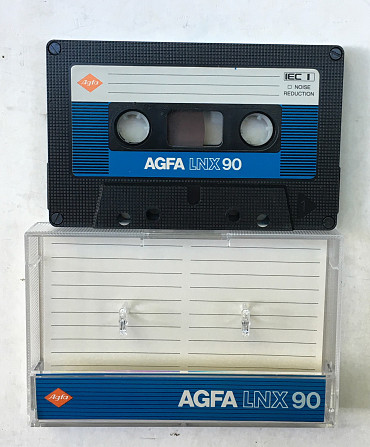 Agfa
IEC I
NOISE
REDUCTION
AGFA LNX 90
Agfa
AGFA LNX 90